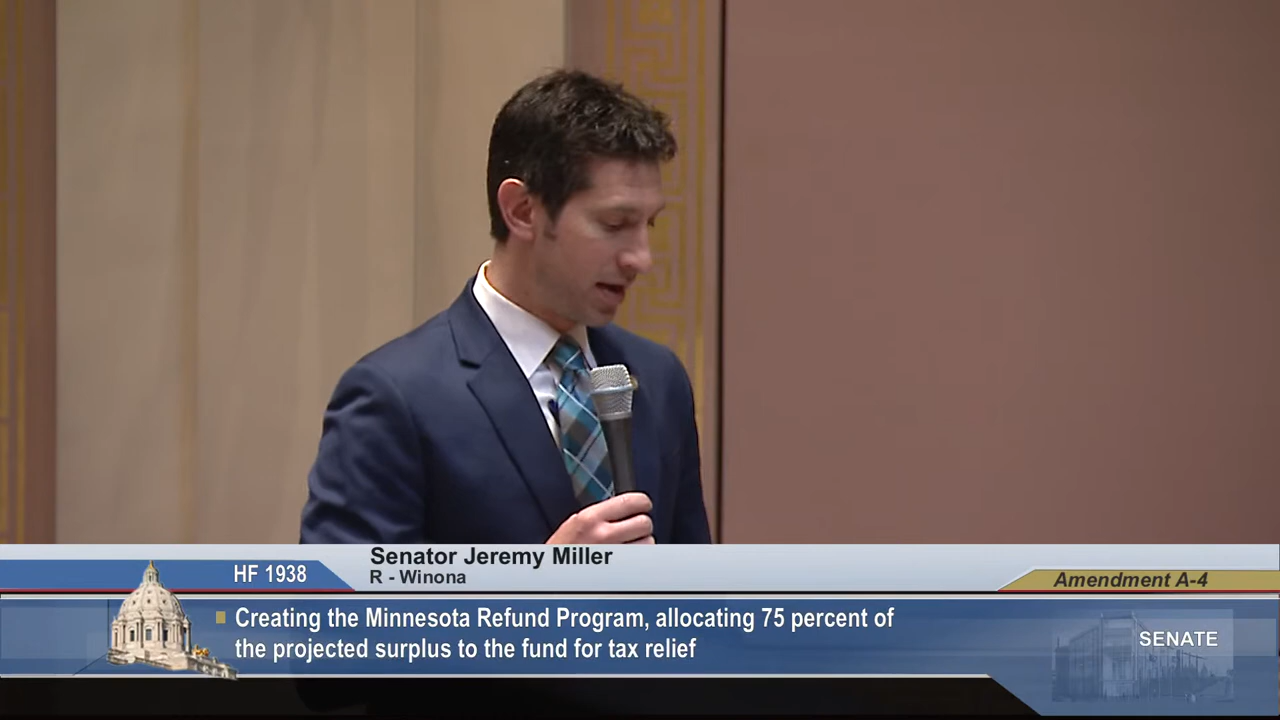 Senator Jeremy Miller
HF 1938
R - Winona
Amendment A-4
Creating the Minnesota Refund Program, allocating 75 percent of
the projected surplus to the fund for tax relief
SENATE